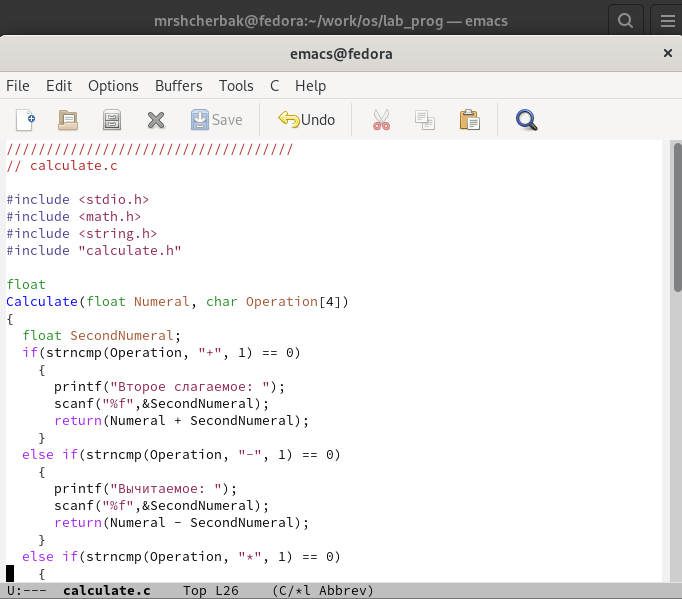 mrshcherbak@fedora:~/work/os/lab_prog — emacs
emacs@fedora
File Edit Options Buffers Tools C Help
Save Undo
////////////////////////////////////
// calculate.c
#include <stdio.h>
#include <math.h>
#include <string.h>
#include "calculate.h"
float
Calculate(float Numeral, char Operation[4])
{
  float SecondNumeral;
  if(strncmp(Operation, "+", 1) == 0)
    {
      printf("Второе слагаемое: ");
      scanf("%f",&SecondNumeral);
      return(Numeral + SecondNumeral);
    }
  else if(strncmp(Operation, "-", 1) == 0)
    {
      printf("Вычитаемое: ");
      scanf("%f",&SecondNumeral);
      return(Numeral - SecondNumeral);
    }
  else if(strncmp(Operation, "*", 1) == 0)
    {
U:--- calculate.c Top L26 (C/*l Abbrev)